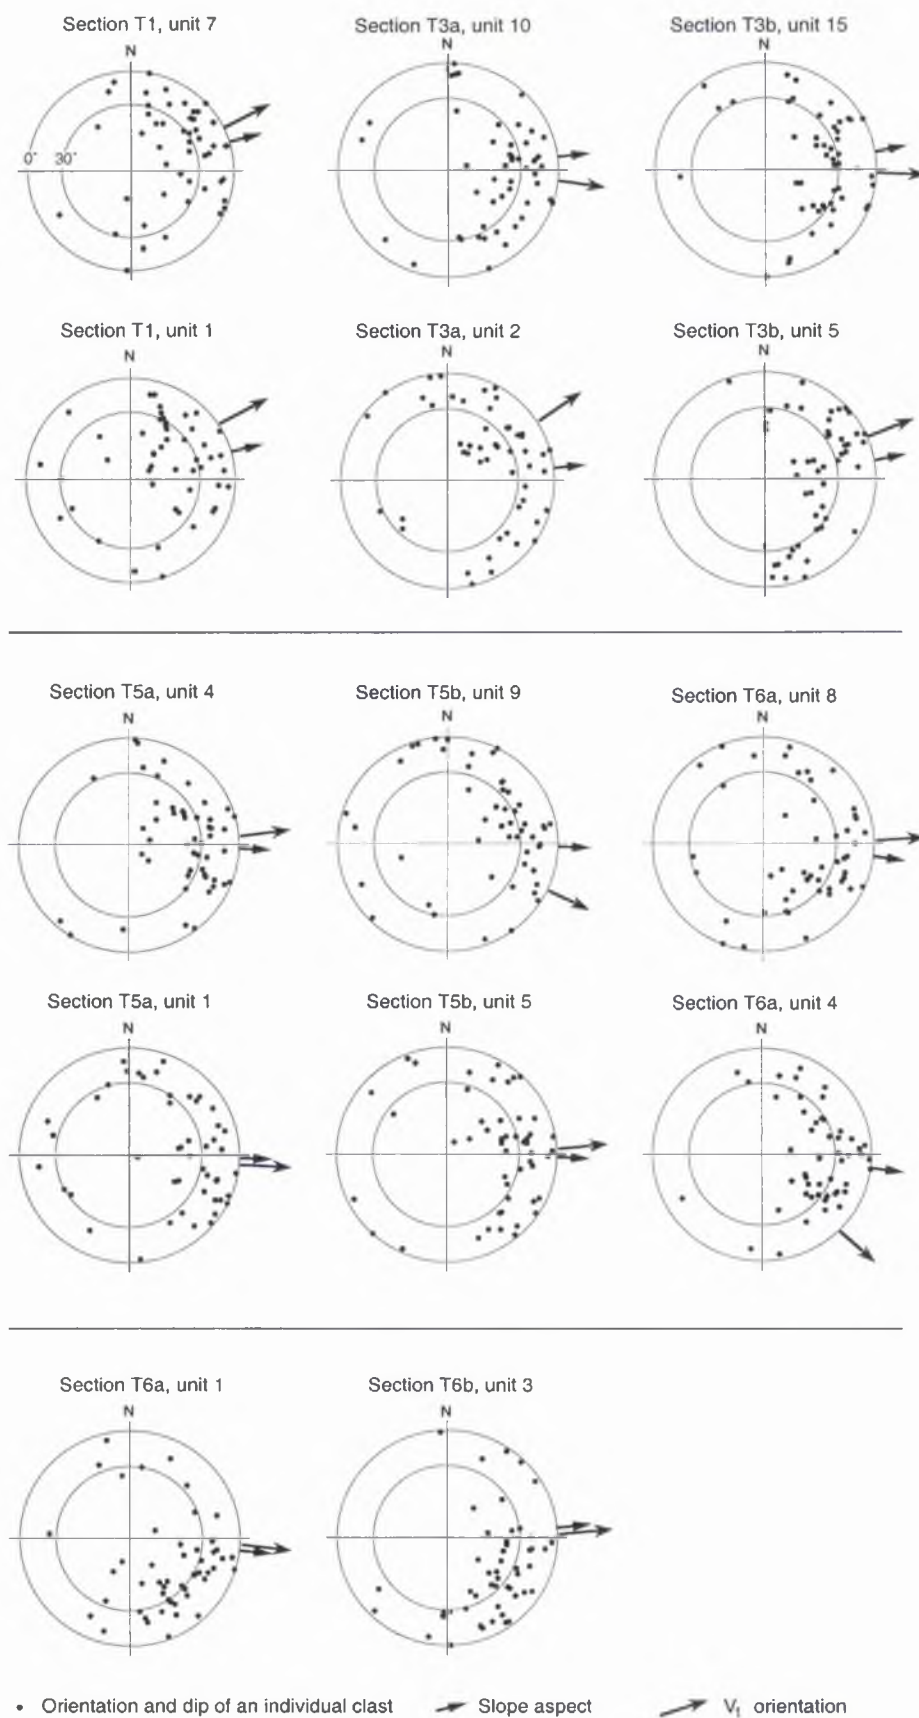 Section T1, unit 7
Section T3a, unit 10
Section T3b, unit 15
N
N
N
0° 30°
Section T1, unit 1
Section T3a, unit 2
Section T3b, unit 5
N
N
N
Section T5a, unit 4
Section T5b, unit 9
Section T6a, unit 8
N
N
N
Section T5a, unit 1
Section T5b, unit 5
Section T6a, unit 4
N
N
N
Section T6a, unit 1
Section T6b, unit 3
N
N
• Orientation and dip of an individual clast Slope aspect V₁ orientation